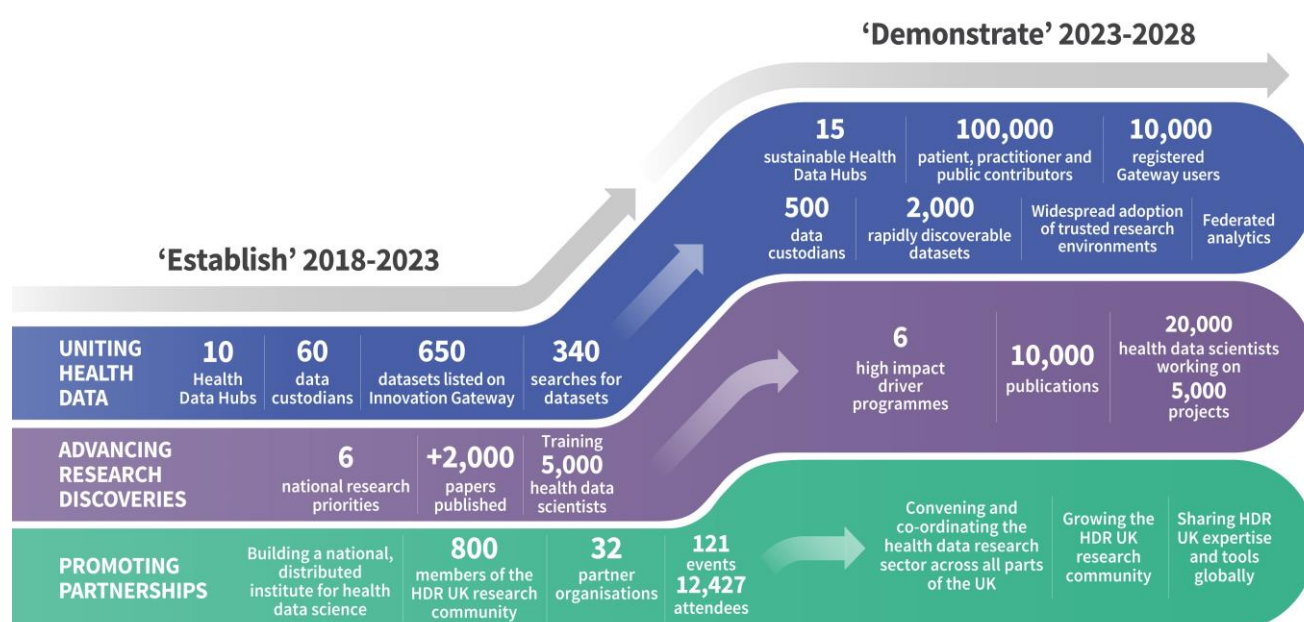 ‘Demonstrate’ 2023-2028
15
sustainable Health
Data Hubs
100,000
patient, practitioner and
public contributors
10,000
registered
Gateway users
500
data
custodians
2,000
rapidly discoverable
datasets
Widespread adoption
of trusted research
environments
Federated
analytics
‘Establish’ 2018-2023
UNITING
HEALTH
DATA
10
Health
Data Hubs
60
data
custodians
650
datasets listed on
Innovation Gateway
340
searches for
datasets
6
high impact
driver
programmes
10,000
publications
20,000
health data scientists
working on
5,000
projects
ADVANCING
RESEARCH
DISCOVERIES
6
national research
priorities
+2,000
papers
published
Training
5,000
health data
scientists
PROMOTING
PARTNERSHIPS
Building a national,
distributed
institute for health
data science
800
members of the
HDR UK research
community
32
partner
organisations
121
events
12,427
attendees
Convening and
co-ordinating the
health data research
sector across all parts
of the UK
Growing the
HDR UK
research
community
Sharing HDR
UK expertise
and tools
globally